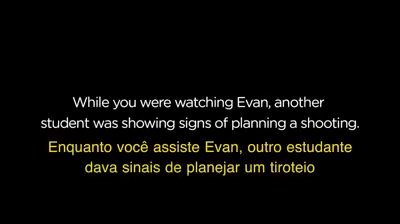 While you were watching Evan, another
student was showing signs of planning a shooting.
Enquanto você assiste Evan, outro estudante
dava sinais de planejar um tiroteio